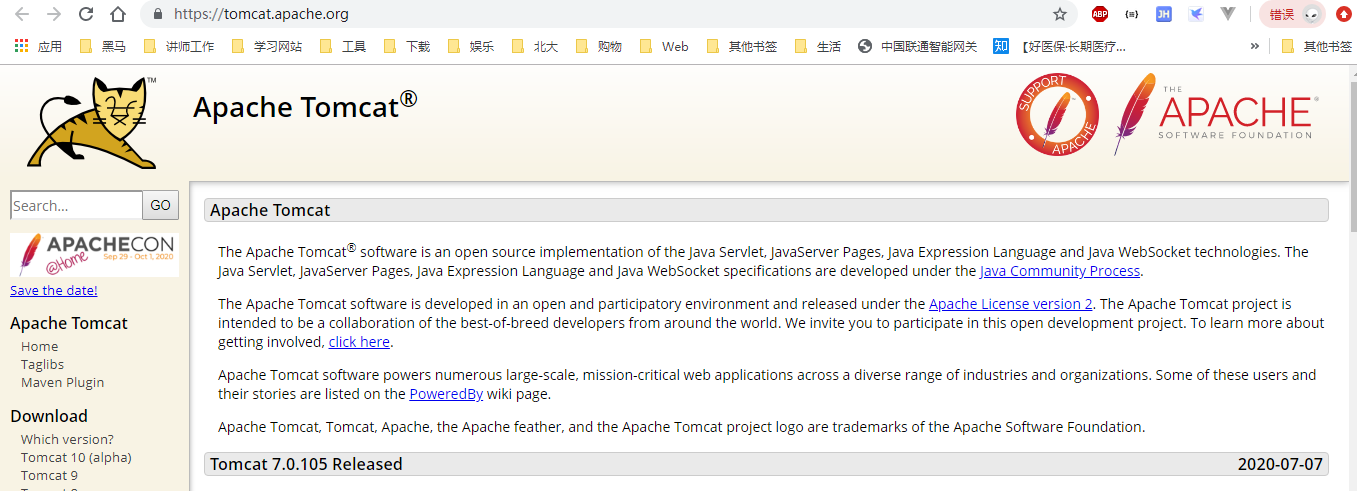 https://tomcat.apache.org
ABP
JH
错误
应用 黑马 讲师工作 学习网站 工具 下载 娱乐 北大 购物 Web 其他书签 生活 中国联通智能网关 知 【好医保·长期医疗... » 其他书签
TM
Apache Tomcat®
SUPPORT APACHE
THE
APACHE®
SOFTWARE FOUNDATION
Search... GO
APACHECON
@Home Sep 29 - Oct 1, 2020
Save the date!
Apache Tomcat
Home
Taglibs
Maven Plugin
Download
Which version?
Tomcat 10 (alpha)
Tomcat 9
Apache Tomcat
The Apache Tomcat® software is an open source implementation of the Java Servlet, JavaServer Pages, Java Expression Language and Java WebSocket technologies. The
Java Servlet, JavaServer Pages, Java Expression Language and Java WebSocket specifications are developed under the Java Community Process.
The Apache Tomcat software is developed in an open and participatory environment and released under the Apache License version 2. The Apache Tomcat project is
intended to be a collaboration of the best-of-breed developers from around the world. We invite you to participate in this open development project. To learn more about
getting involved, click here.
Apache Tomcat software powers numerous large-scale, mission-critical web applications across a diverse range of industries and organizations. Some of these users and
their stories are listed on the PoweredBy wiki page.
Apache Tomcat, Tomcat, Apache, the Apache feather, and the Apache Tomcat project logo are trademarks of the Apache Software Foundation.
Tomcat 7.0.105 Released 2020-07-07